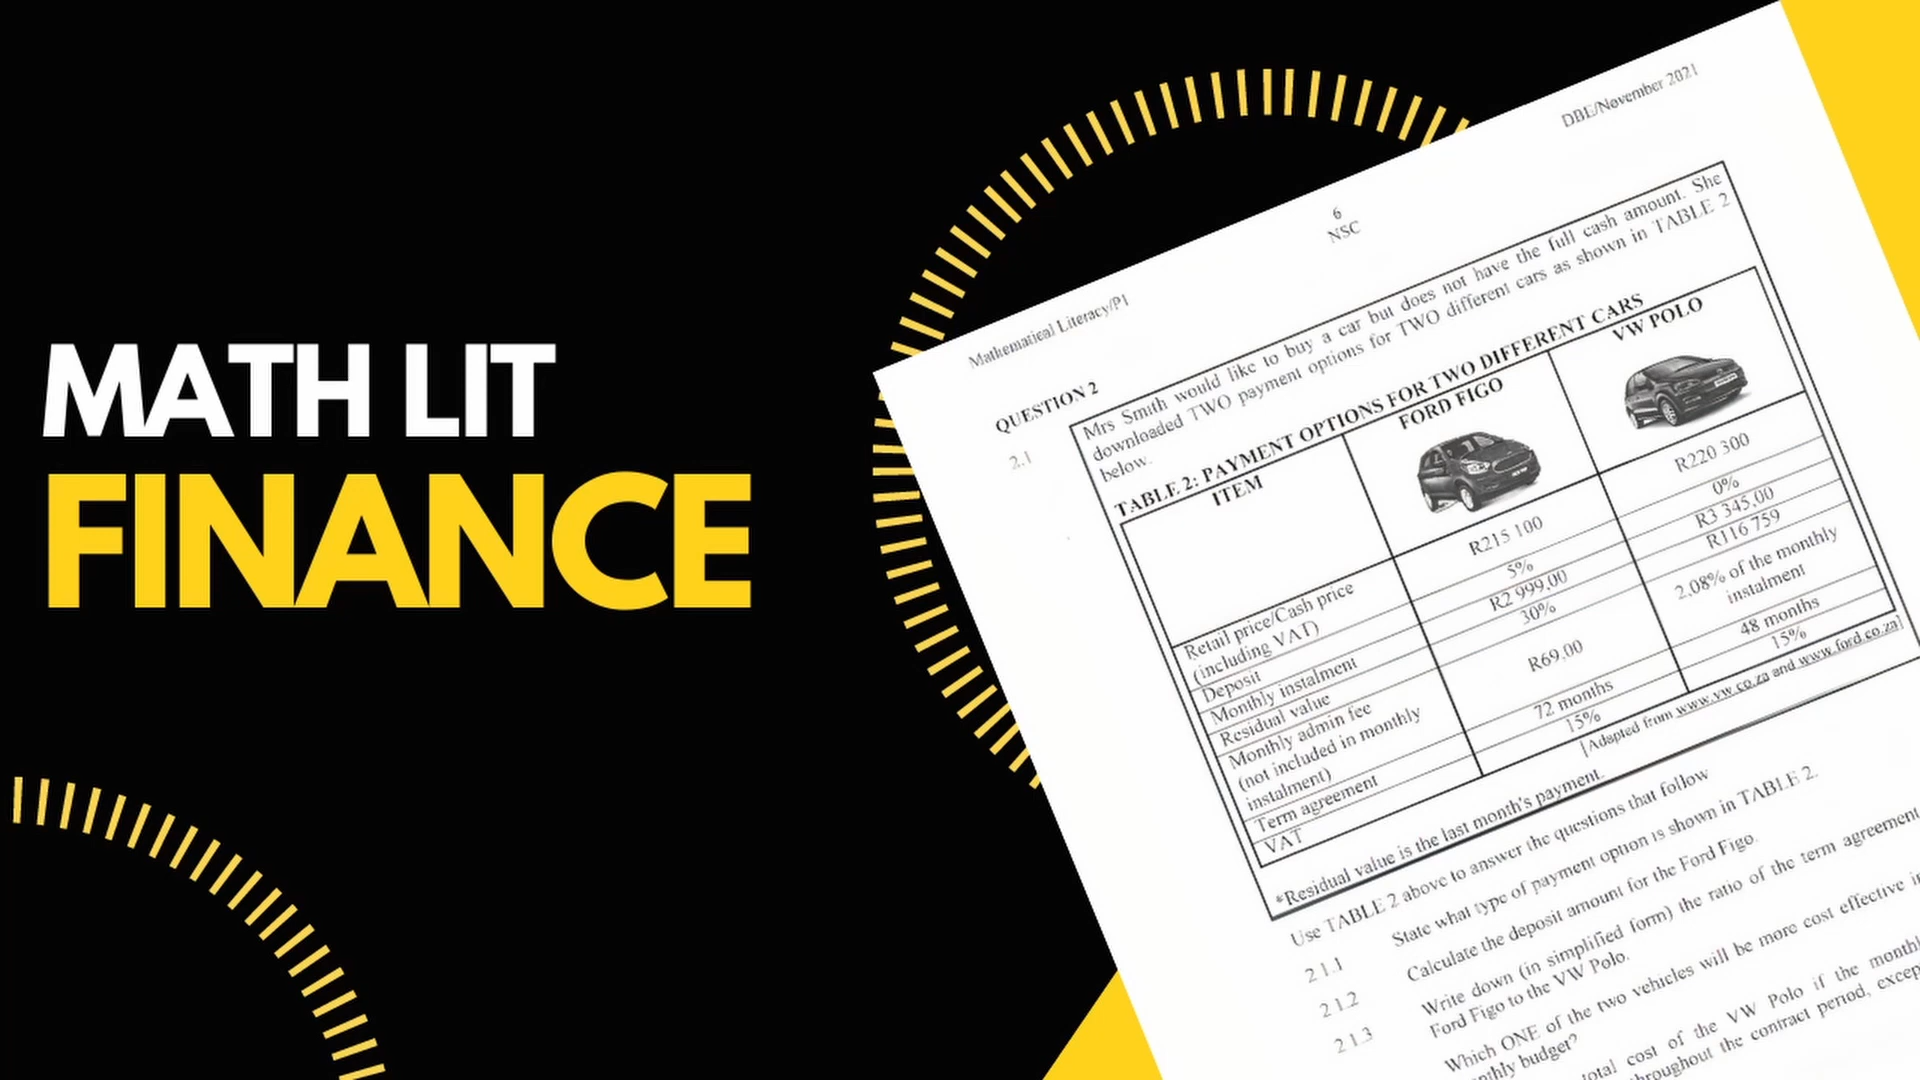 MATH LIT
FINANCE
Mathematical Literacy/P1
6
NSC
DBE/November 2021
QUESTION 2
2.1
Mrs Smith would like to buy a car but does not have the full cash amount. She
downloaded TWO payment options for TWO different cars as shown in TABLE 2
below.
TABLE 2: PAYMENT OPTIONS FOR TWO DIFFERENT CARS
ITEM
FORD FIGO
VW POLO
Retail price/Cash price
(including VAT)
R215 100
R220 300
Deposit
5%
0%
Monthly instalment
R2 999,00
R3 345,00
Residual value
30%
R116 759
Monthly admin fee
(not included in monthly
instalment)
R69,00
2,08% of the monthly
instalment
Term agreement
72 months
48 months
VAT
15%
15%
[Adapted from www.vw.co.za and www.ford.co.za]
*Residual value is the last month's payment.
Use TABLE 2 above to answer the questions that follow
2.1.1
State what type of payment option is shown in TABLE 2.
2.1.2
Calculate the deposit amount for the Ford Figo.
2.1.3
Write down (in simplified form) the ratio of the term agreement
Ford Figo to the VW Polo.
Which ONE of the two vehicles will be more cost effective
budget?
total cost of the VW Polo if the
throughout the contract period,